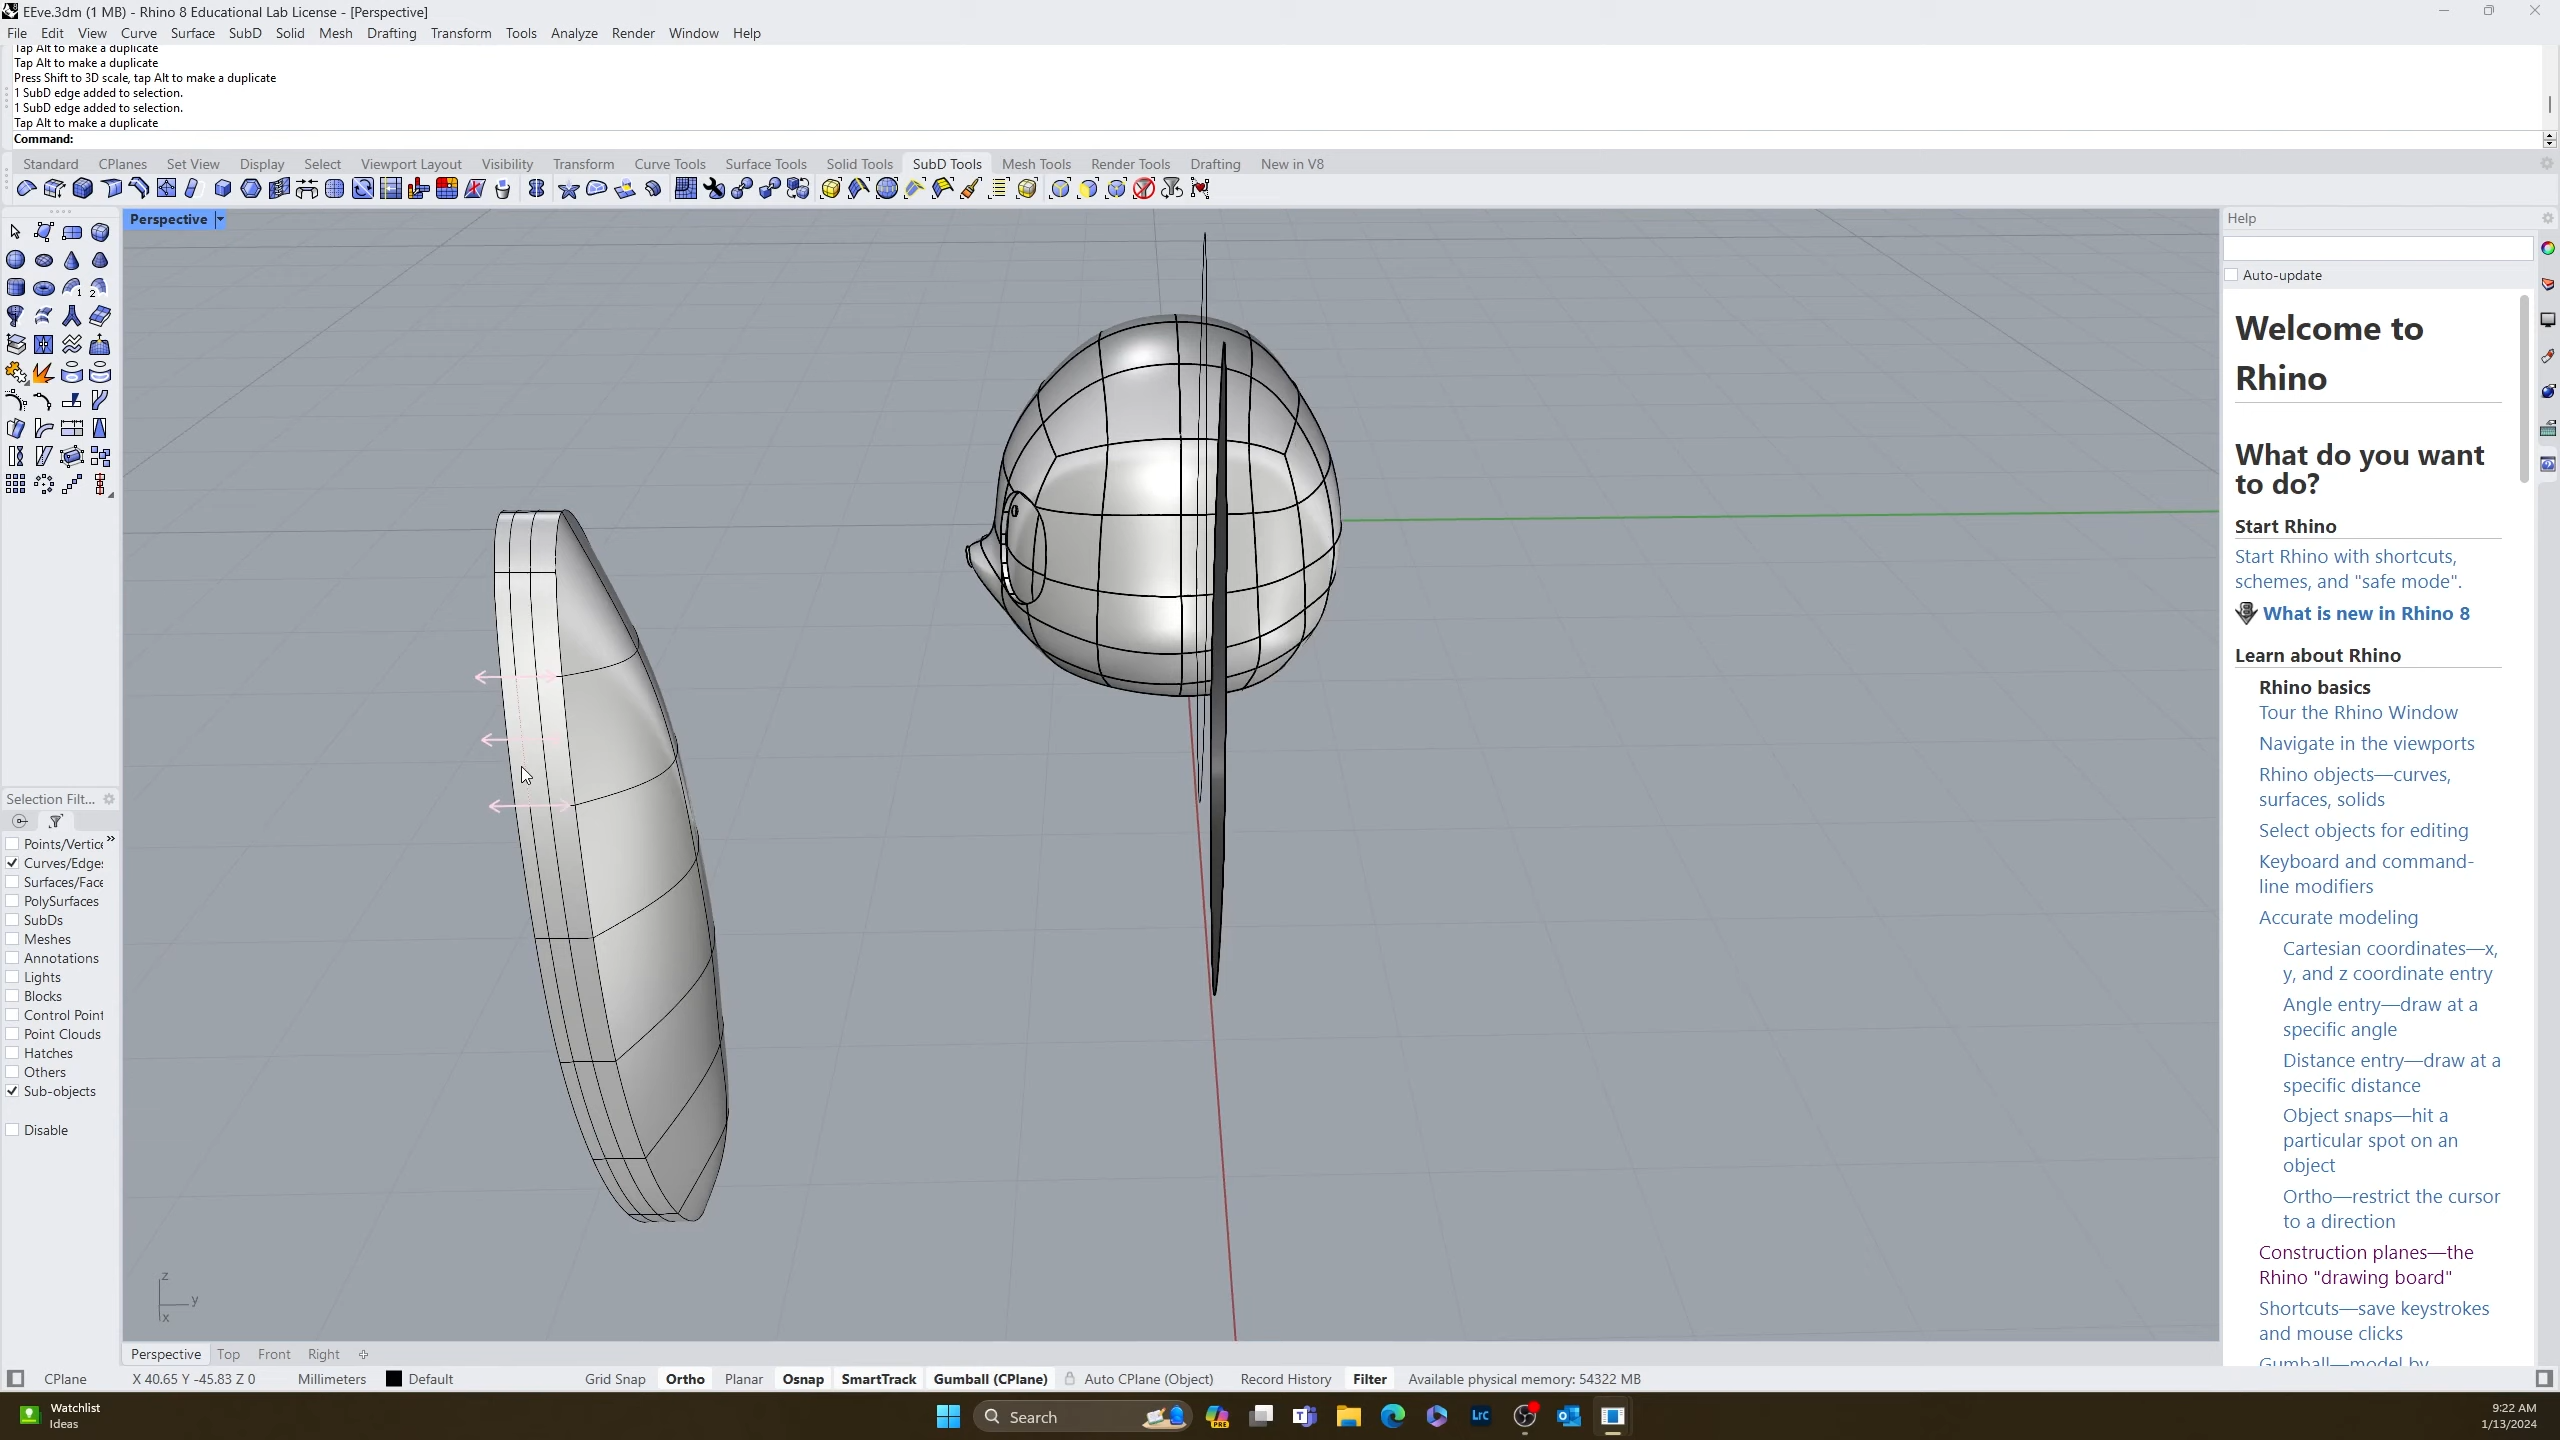 EEve.3dm (1 MB) - Rhino 8 Educational Lab License - [Perspective]
File Edit View Curve Surface SubD Solid Mesh Drafting Transform Tools Analyze Render Window Help
Tap Alt to make a duplicate
Tap Alt to make a duplicate
Press Shift to 3D scale, tap Alt to make a duplicate
1 SubD edge added to selection.
1 SubD edge added to selection.
Tap Alt to make a duplicate
Command:
Standard CPlanes Set View Display Select Viewport Layout Visibility Transform Curve Tools Surface Tools Solid Tools SubD Tools Mesh Tools Render Tools Drafting New in V8
Perspective
Help
Auto-update
Welcome to
Rhino
What do you want
to do?
Start Rhino
Start Rhino with shortcuts,
schemes, and "safe mode".
What is new in Rhino 8
Learn about Rhino
Rhino basics
Tour the Rhino Window
Navigate in the viewports
Rhino objects—curves,
surfaces, solids
Select objects for editing
Keyboard and command-
line modifiers
Accurate modeling
Cartesian coordinates—x,
y, and z coordinate entry
Angle entry—draw at a
specific angle
Distance entry—draw at a
specific distance
Object snaps—hit a
particular spot on an
object
Ortho—restrict the cursor
to a direction
Construction planes—the
Rhino "drawing board"
Shortcuts—save keystrokes
and mouse clicks
Gumball—model by
Selection Filt...
Points/Vertice
Curves/Edges
Surfaces/Face
PolySurfaces
SubDs
Meshes
Annotations
Lights
Blocks
Control Point
Point Clouds
Hatches
Others
Sub-objects
Disable
z
y
x
Perspective Top Front Right
CPlane X 40.65 Y -45.83 Z 0 Millimeters Default Grid Snap Ortho Planar Osnap SmartTrack Gumball (CPlane) Auto CPlane (Object) Record History Filter Available physical memory: 54322 MB
Watchlist
Ideas
Search
PRE
Lrc
9:22 AM
1/13/2024